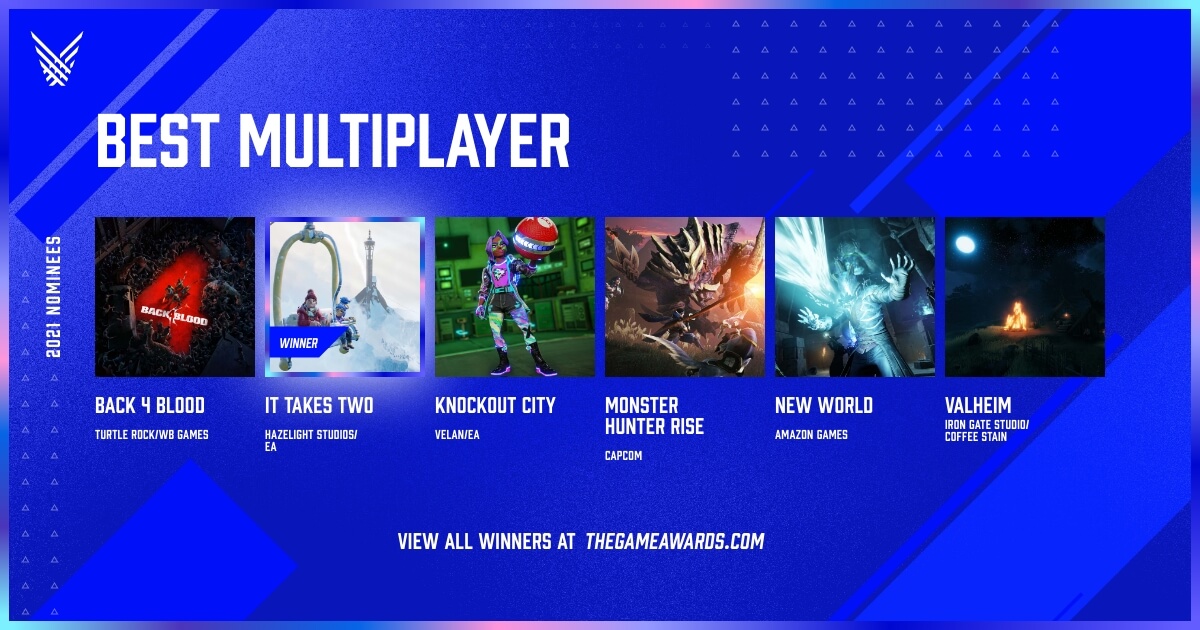 BEST MULTIPLAYER
2021 NOMINEES
BACK 4 BLOOD
WINNER
BACK 4 BLOOD
TURTLE ROCK/WB GAMES
IT TAKES TWO
HAZELIGHT STUDIOS/
EA
KNOCKOUT CITY
VELAN/EA
MONSTER
HUNTER RISE
CAPCOM
NEW WORLD
AMAZON GAMES
VALHEIM
IRON GATE STUDIO/
COFFEE STAIN
VIEW ALL WINNERS AT THEGAMEAWARDS.COM